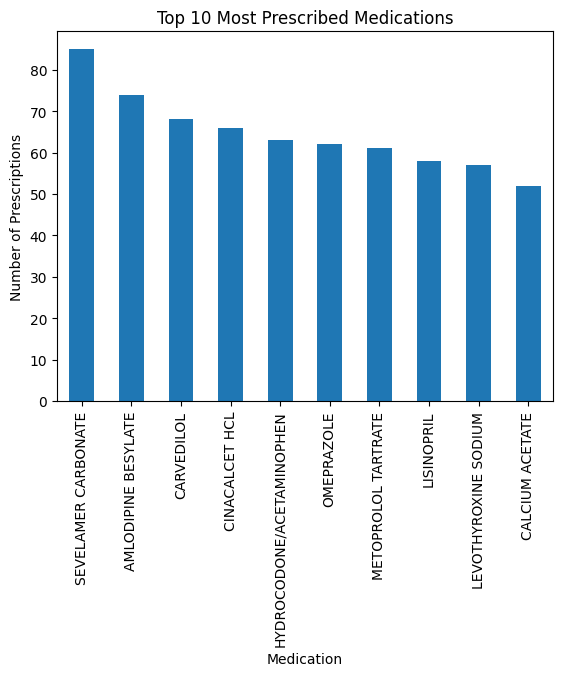 Top 10 Most Prescribed Medications
Number of Prescriptions
80
70
60
50
40
30
20
10
0
SEVELAMER CARBONATE
AMLODIPINE BESYLATE
CARVEDILOL
CINACALCET HCL
HYDROCODONE/ACETAMINOPHEN
OMEPRAZOLE
METOPROLOL TARTRATE
LISINOPRIL
LEVOTHYROXINE SODIUM
CALCIUM ACETATE
Medication